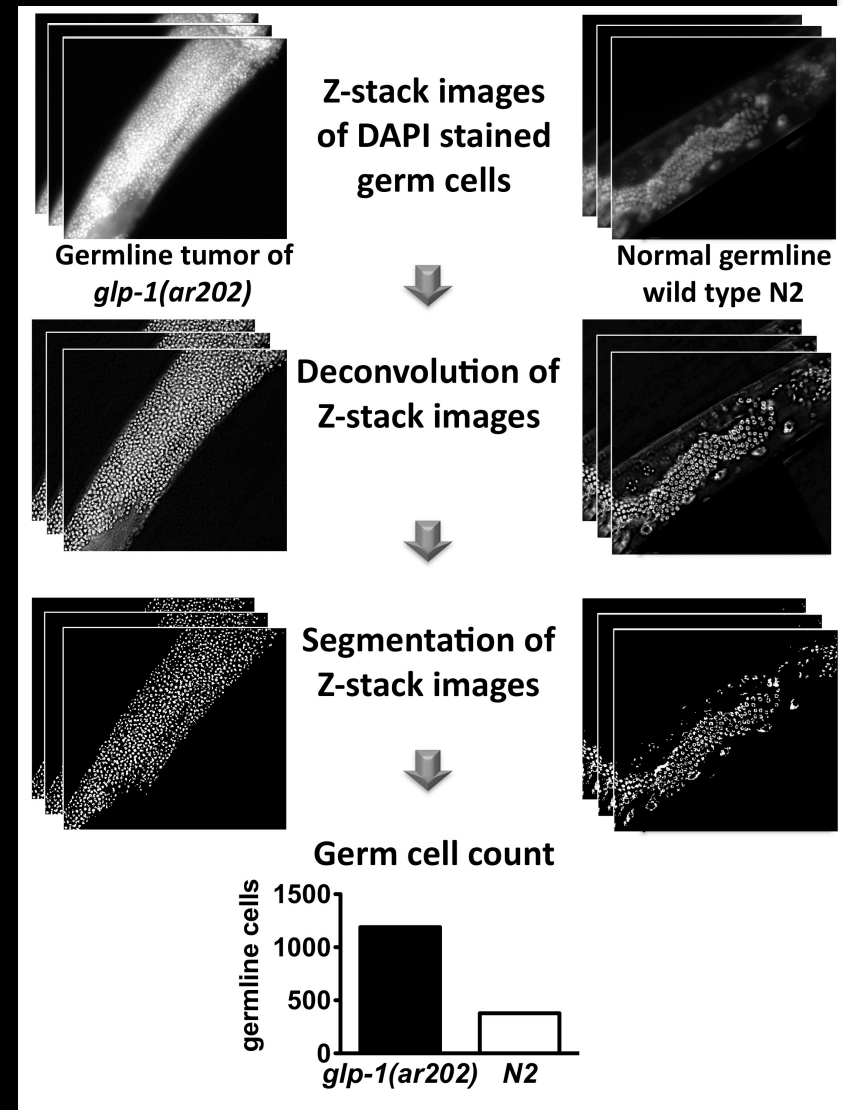 Z-stack images
of DAPI stained
germ cells
Germline tumor of
glp-1(ar202)
Normal germline
wild type N2
Deconvolution of
Z-stack images
Segmentation of
Z-stack images
Germ cell count
germline cells
1500
1000
500
0
glp-1(ar202) N2